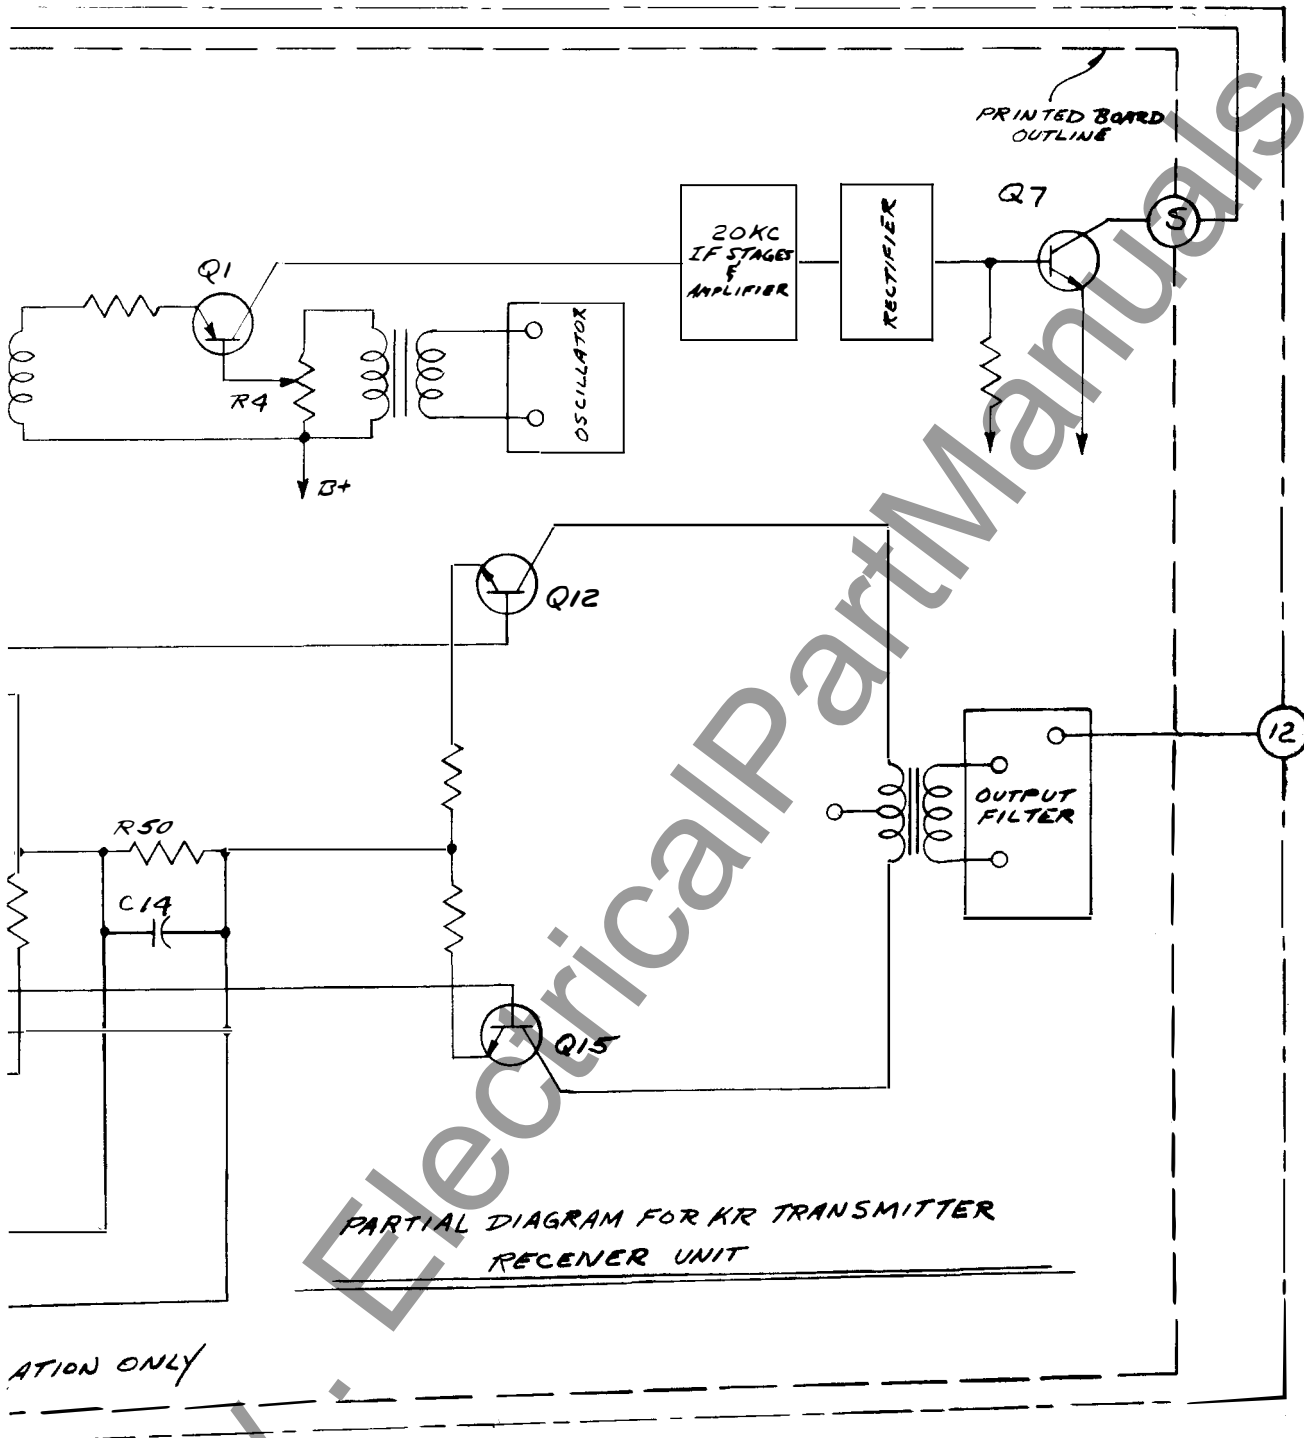 PRINTED BOARD
OUTLINE
Q7
S
20KC
IF STAGES
&
AMPLIFIER
RECTIFIER
Q1
OSCILLATOR
R4
B+
Q12
12
OUTPUT
FILTER
R50
C14
Q15
PARTIAL DIAGRAM FOR KR TRANSMITTER
RECEIVER UNIT
ATION ONLY
. ElectricalPartManuals